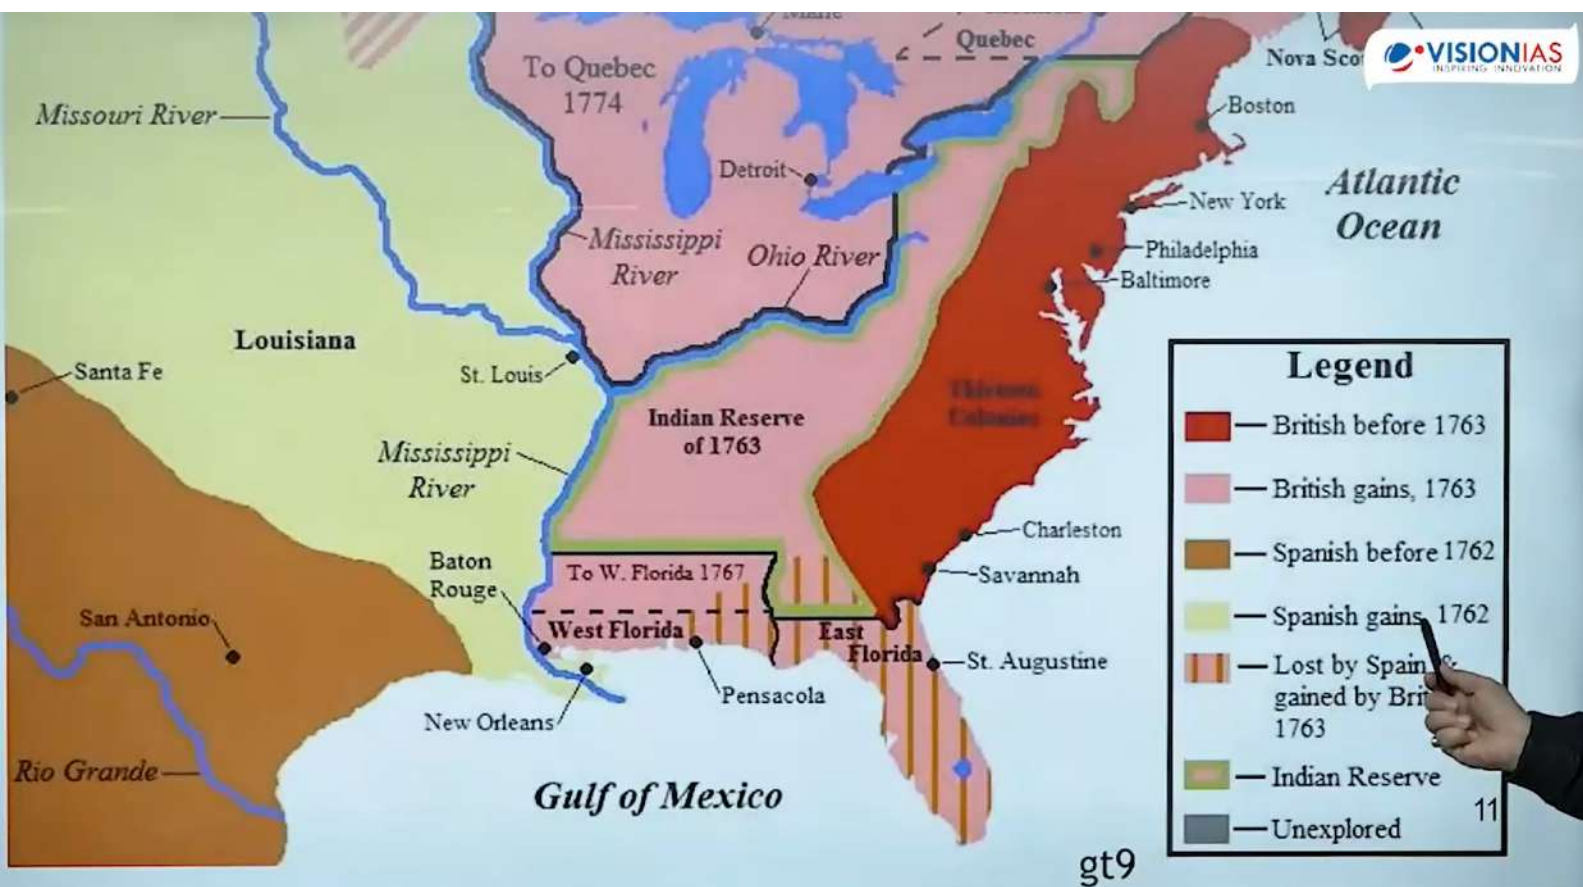 VISIONIAS
INSPIRING INNOVATION
Quebec
To Quebec
1774
Missouri River
Boston
Detroit
Atlantic
Ocean
New York
Mississippi
River
Ohio River
Philadelphia
Baltimore
Louisiana
Santa Fe
St. Louis
Indian Reserve
of 1763
Mississippi
River
Charleston
Baton
Rouge
To W. Florida 1767
Savannah
San Antonio
West Florida
East
Florida
St. Augustine
Pensacola
New Orleans
Rio Grande
Gulf of Mexico
Legend
British before 1763
British gains, 1763
Spanish before 1762
Spanish gains, 1762
Lost by Spain &
gained by
1763
Indian Reserve
Unexplored
11
gt9